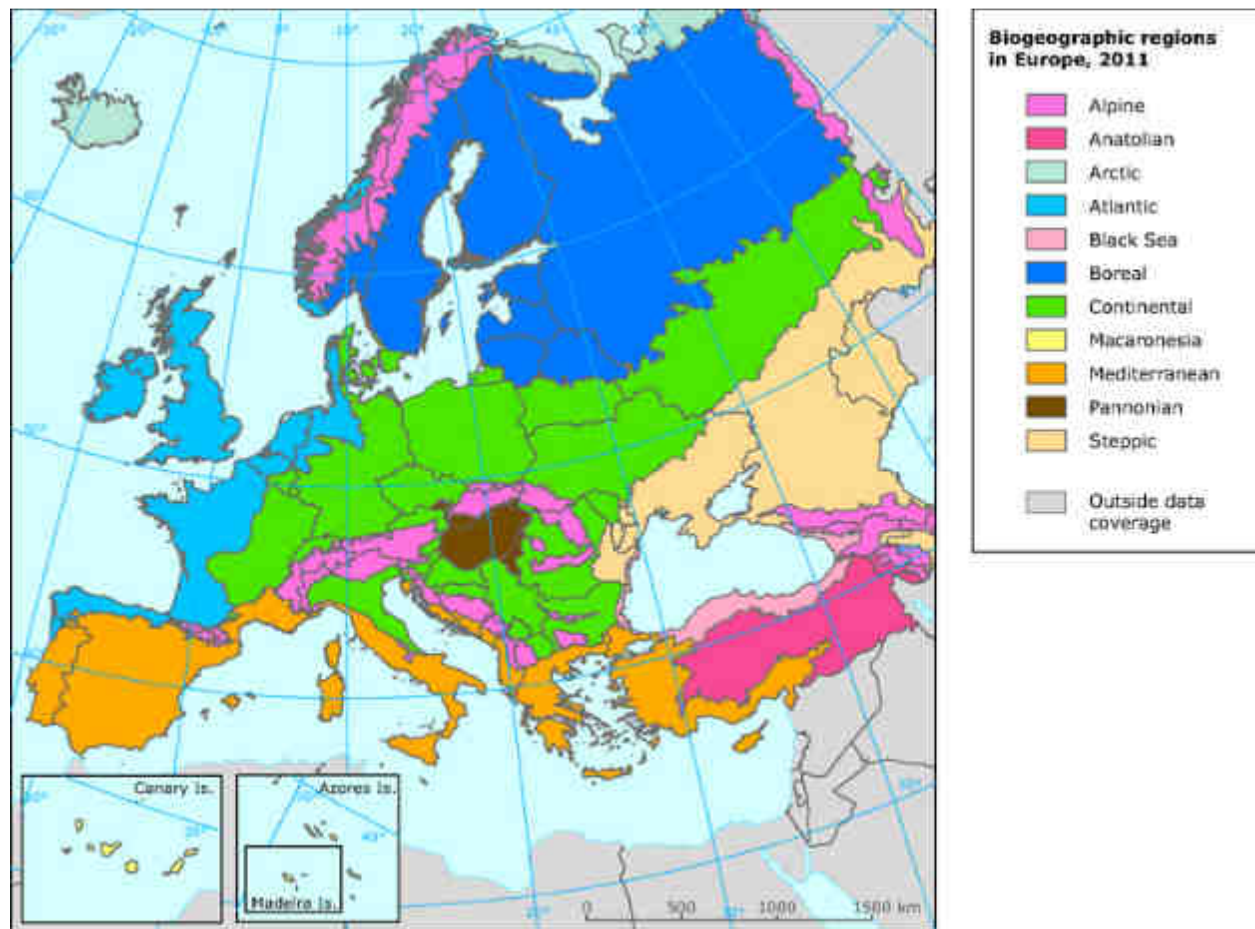 Biogeographic regions
in Europe, 2011
Alpine
Anatolian
Arctic
Atlantic
Black Sea
Boreal
Continental
Macaronesia
Mediterranean
Pannonian
Steppic
Outside data
coverage
Canary Is.
Azores Is.
Madeira Is.
0 500 1000 1500 km